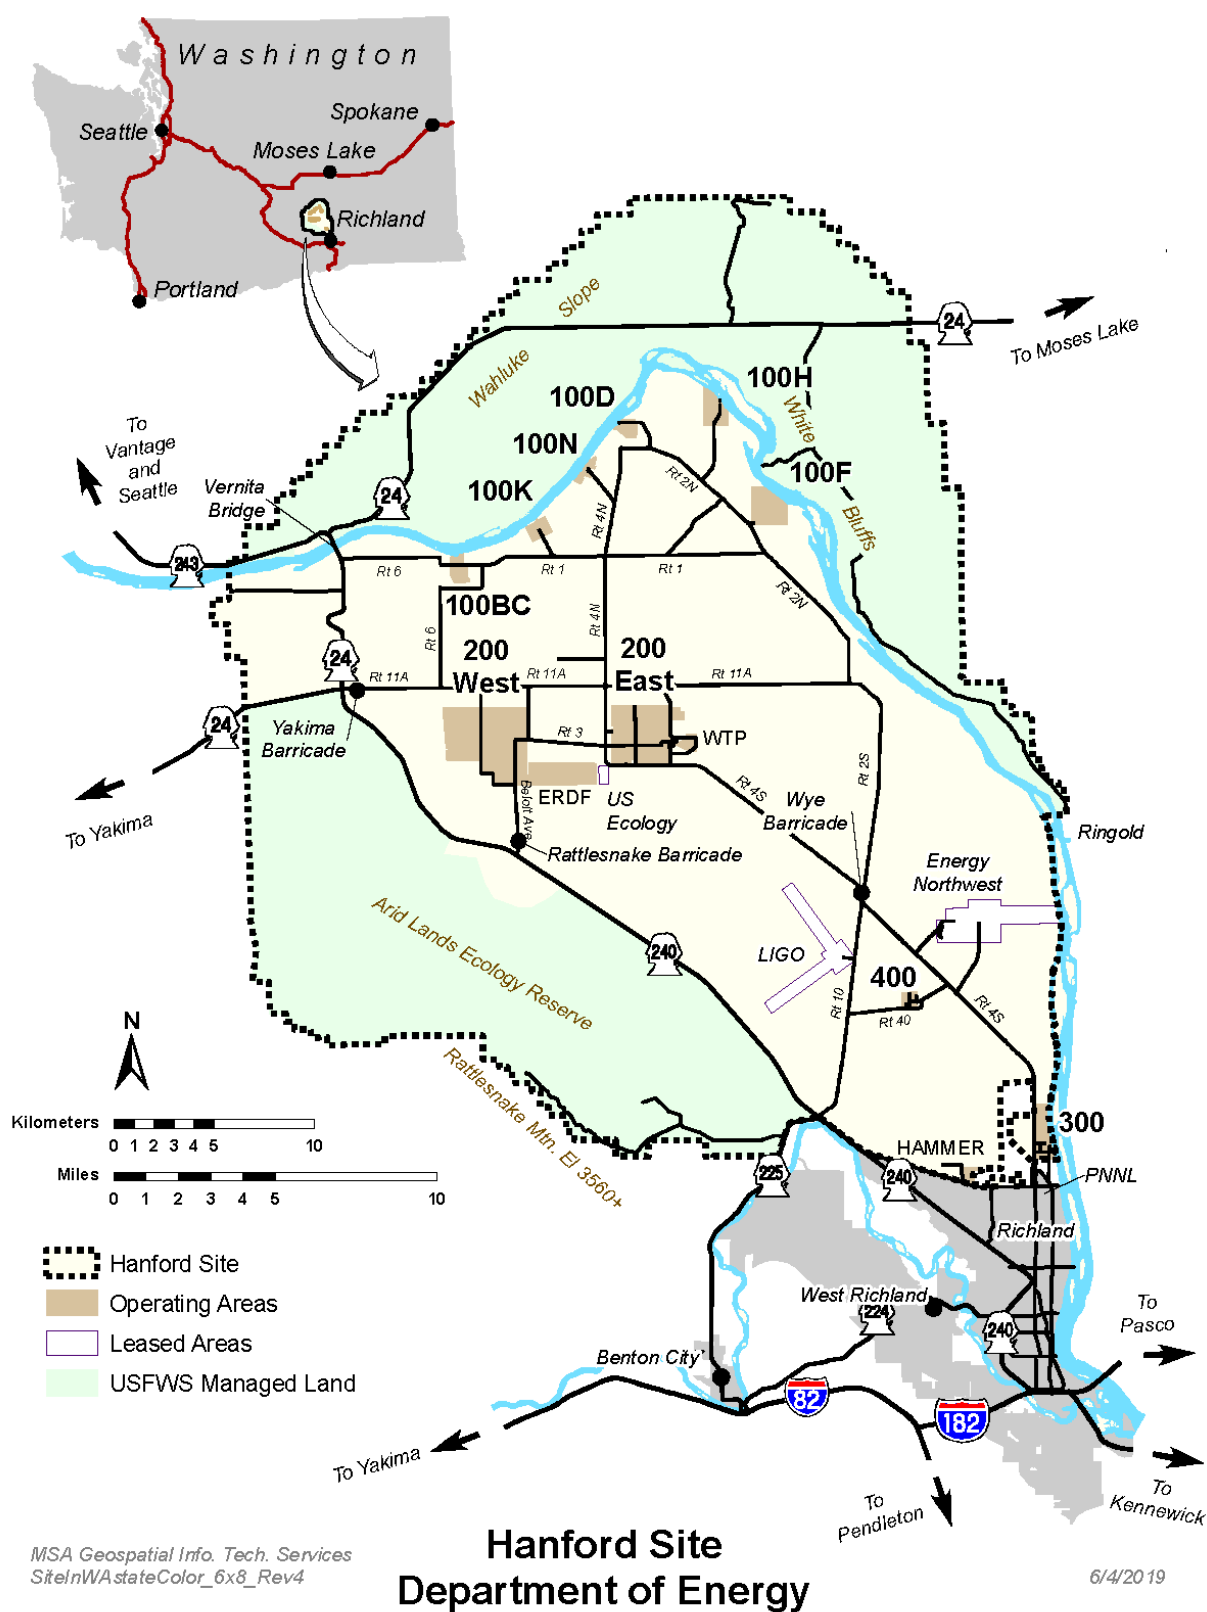 Washington
Spokane
Seattle
Moses Lake
Richland
Portland
Slope
24
To Moses Lake
Wahluke
100H
100D
White
To
Vantage
and
Seattle
100N
100F
Rt 2N
Vernita
Bridge
100K
24
Rt 4N
Bluffs
243
Rt 6
Rt 1
Rt 1
Rt 2N
100BC
Rt 4N
Rt 6
200
West
200
East
24
Rt 11A
Rt 11A
Rt 11A
24
Yakima
Barricade
Rt 3
WTP
Rt 2S
To Yakima
ERDF
US
Ecology
Rt 4S
Wye
Barricade
Beloit Ave
Ringold
Rattlesnake Barricade
Energy
Northwest
Arid Lands Ecology Reserve
240
LIGO
400
Rt 10
Rt 40
Rt 4S
N
Rattlesnake Mtn. El 3560+
Kilometers
0 1 2 3 4 5 10
300
HAMMER
Miles
0 1 2 3 4 5 10
225
240
PNNL
Richland
Hanford Site
Operating Areas
Leased Areas
USFWS Managed Land
West Richland
224
240
To
Pasco
Benton City
82
182
To Yakima
To
Pendleton
To
Kennewick
Hanford Site
Department of Energy
MSA Geospatial Info. Tech. Services
SiteInWAstateColor_6x8_Rev4
6/4/2019